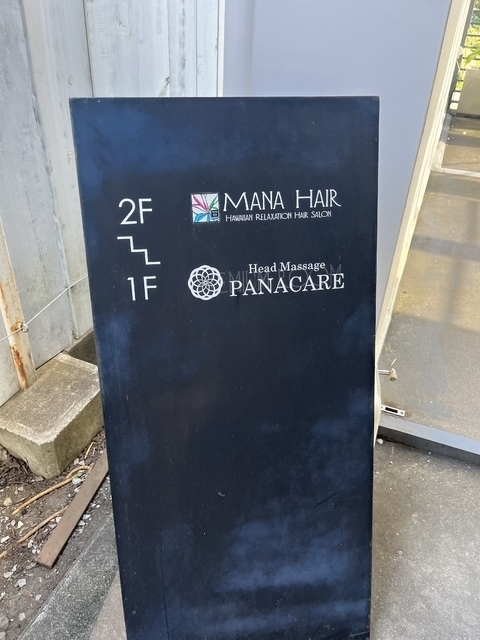 2F
MANA HAIR
HAWAIIAN RELAXATION HAIR SALON
1F
Head Massage
PANACARE